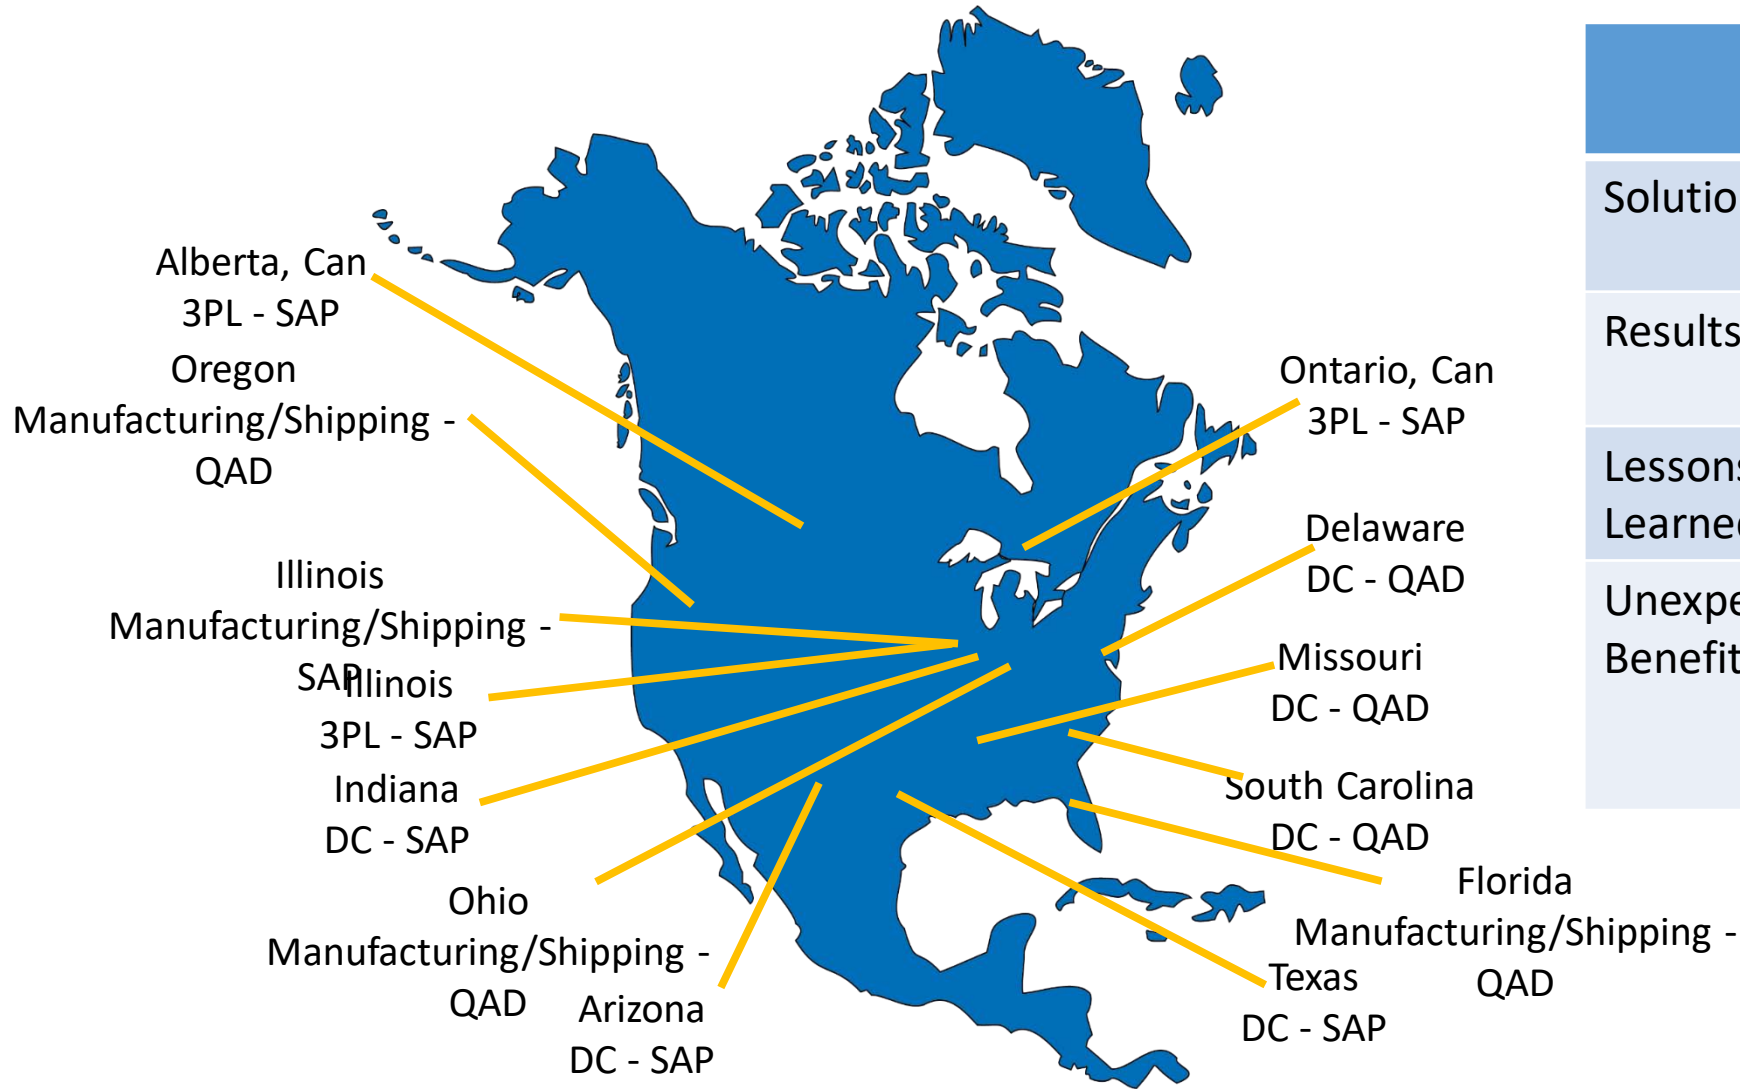 Alberta, Can
3PL - SAP
Oregon
Manufacturing/Shipping -
QAD
Illinois
Manufacturing/Shipping -
SAP
Illinois
3PL - SAP
Indiana
DC - SAP
Ohio
Manufacturing/Shipping -
QAD
Arizona
DC - SAP
Ontario, Can
3PL - SAP
Delaware
DC - QAD
Missouri
DC - QAD
South Carolina
DC - QAD
Florida
Manufacturing/Shipping -
QAD
Texas
DC - SAP
Solutio
Results
Lessons
Learne
Unexpe
Benefit